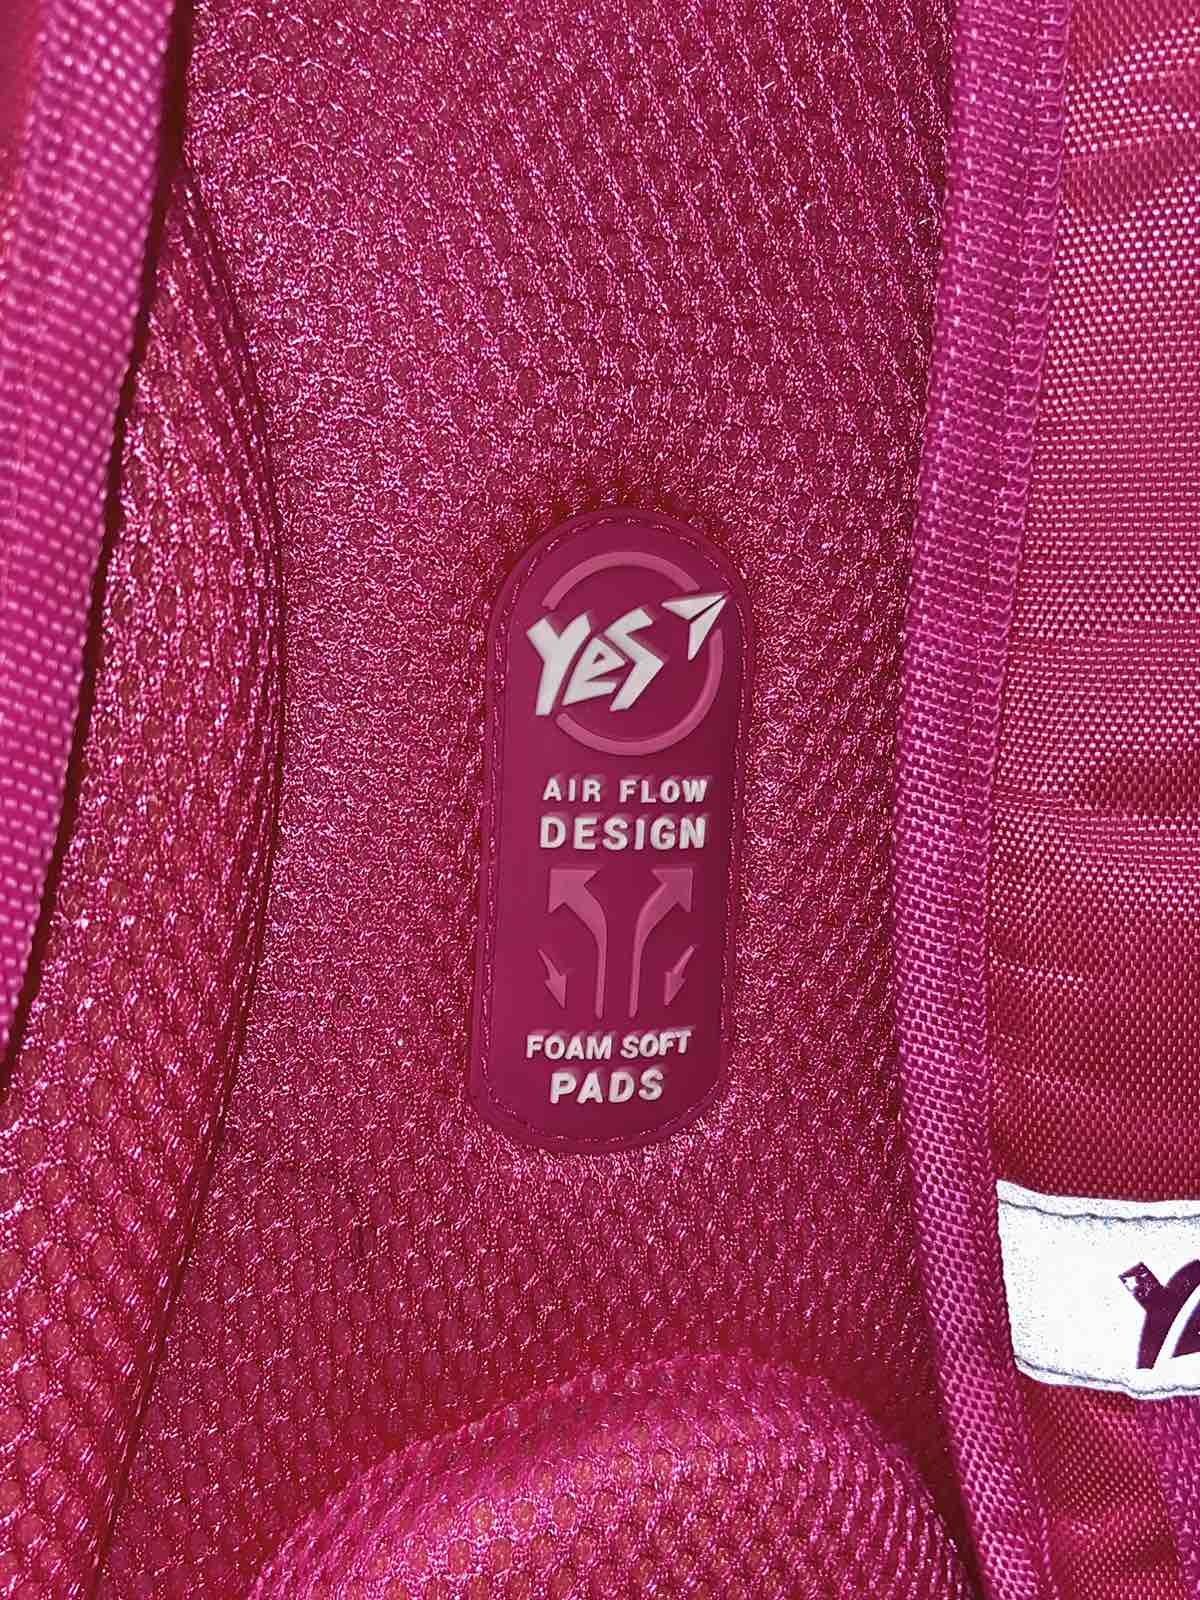 YeS
AIR FLOW
DESIGN
FOAM SOFT
PADS